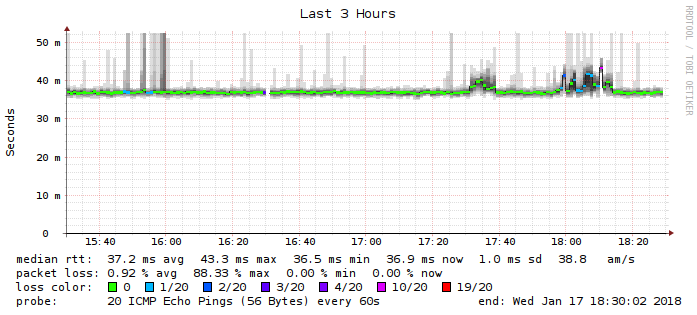 Last 3 Hours
RRDTOOL / TOBI OETIKER
Seconds
50 m
40 m
30 m
20 m
10 m
0
15:40 16:00 16:20 16:40 17:00 17:20 17:40 18:00 18:20
median rtt: 37.2 ms avg 43.3 ms max 36.5 ms min 36.9 ms now 1.0 ms sd 38.8 am/s
packet loss: 0.92 % avg 88.33 % max 0.00 % min 0.00 % now
loss color: 0 1/20 2/20 3/20 4/20 10/20 19/20
probe: 20 ICMP Echo Pings (56 Bytes) every 60s end: Wed Jan 17 18:30:02 2018